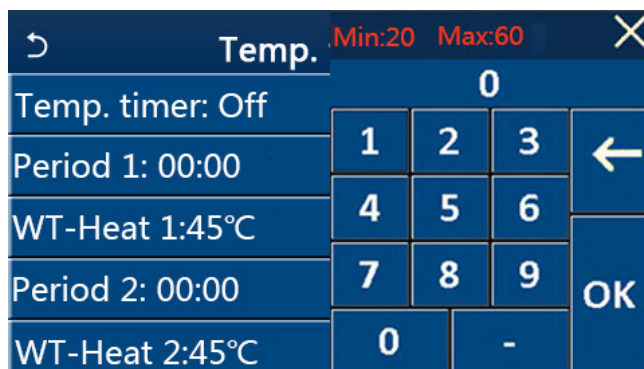 Temp.
Temp. timer: Off
Period 1: 00:00
WT-Heat 1:45℃
Period 2: 00:00
WT-Heat 2:45℃
Min:20 Max:60
0
1 2 3
4 5 6
7 8 9
OK
0 -